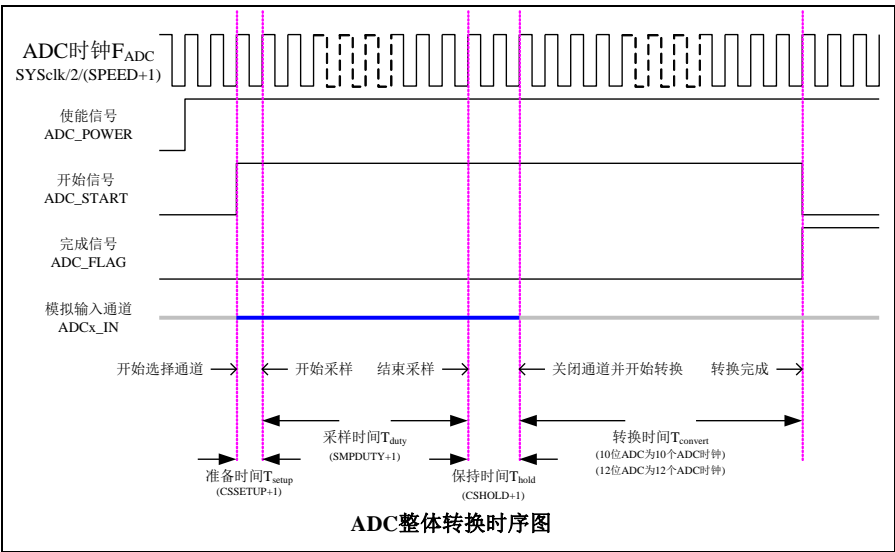 ADC时钟FADC
SYSclk/2/(SPEED+1)
使能信号
ADC_POWER
开始信号
ADC_START
完成信号
ADC_FLAG
模拟输入通道
ADCx_IN
开始选择通道
开始采样
结束采样
关闭通道并开始转换
转换完成
采样时间Tduty
(SMPDUTY+1)
转换时间Tconvert
(10位ADC为10个ADC时钟)
(12位ADC为12个ADC时钟)
准备时间Tsetup
(CSSETUP+1)
保持时间Thold
(CSHOLD+1)
ADC整体转换时序图